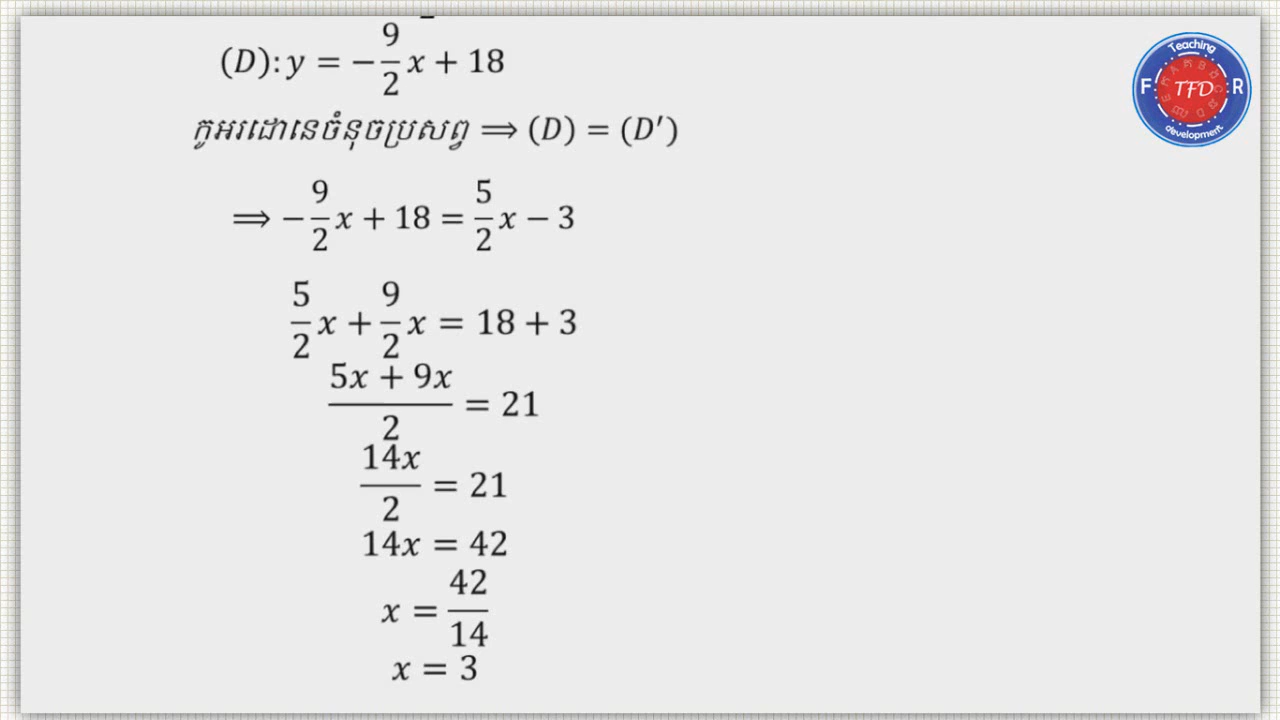 (D): y = −9/2 x + 18
កូអរដោនេចំនុចប្រសព្វ ⟹ (D) = (D′)
⟹ −9/2 x + 18 = 5/2 x − 3
5/2 x + 9/2 x = 18 + 3
(5x + 9x)/2 = 21
14x/2 = 21
14x = 42
x = 42/14
x = 3
Teaching
F TFD R
development